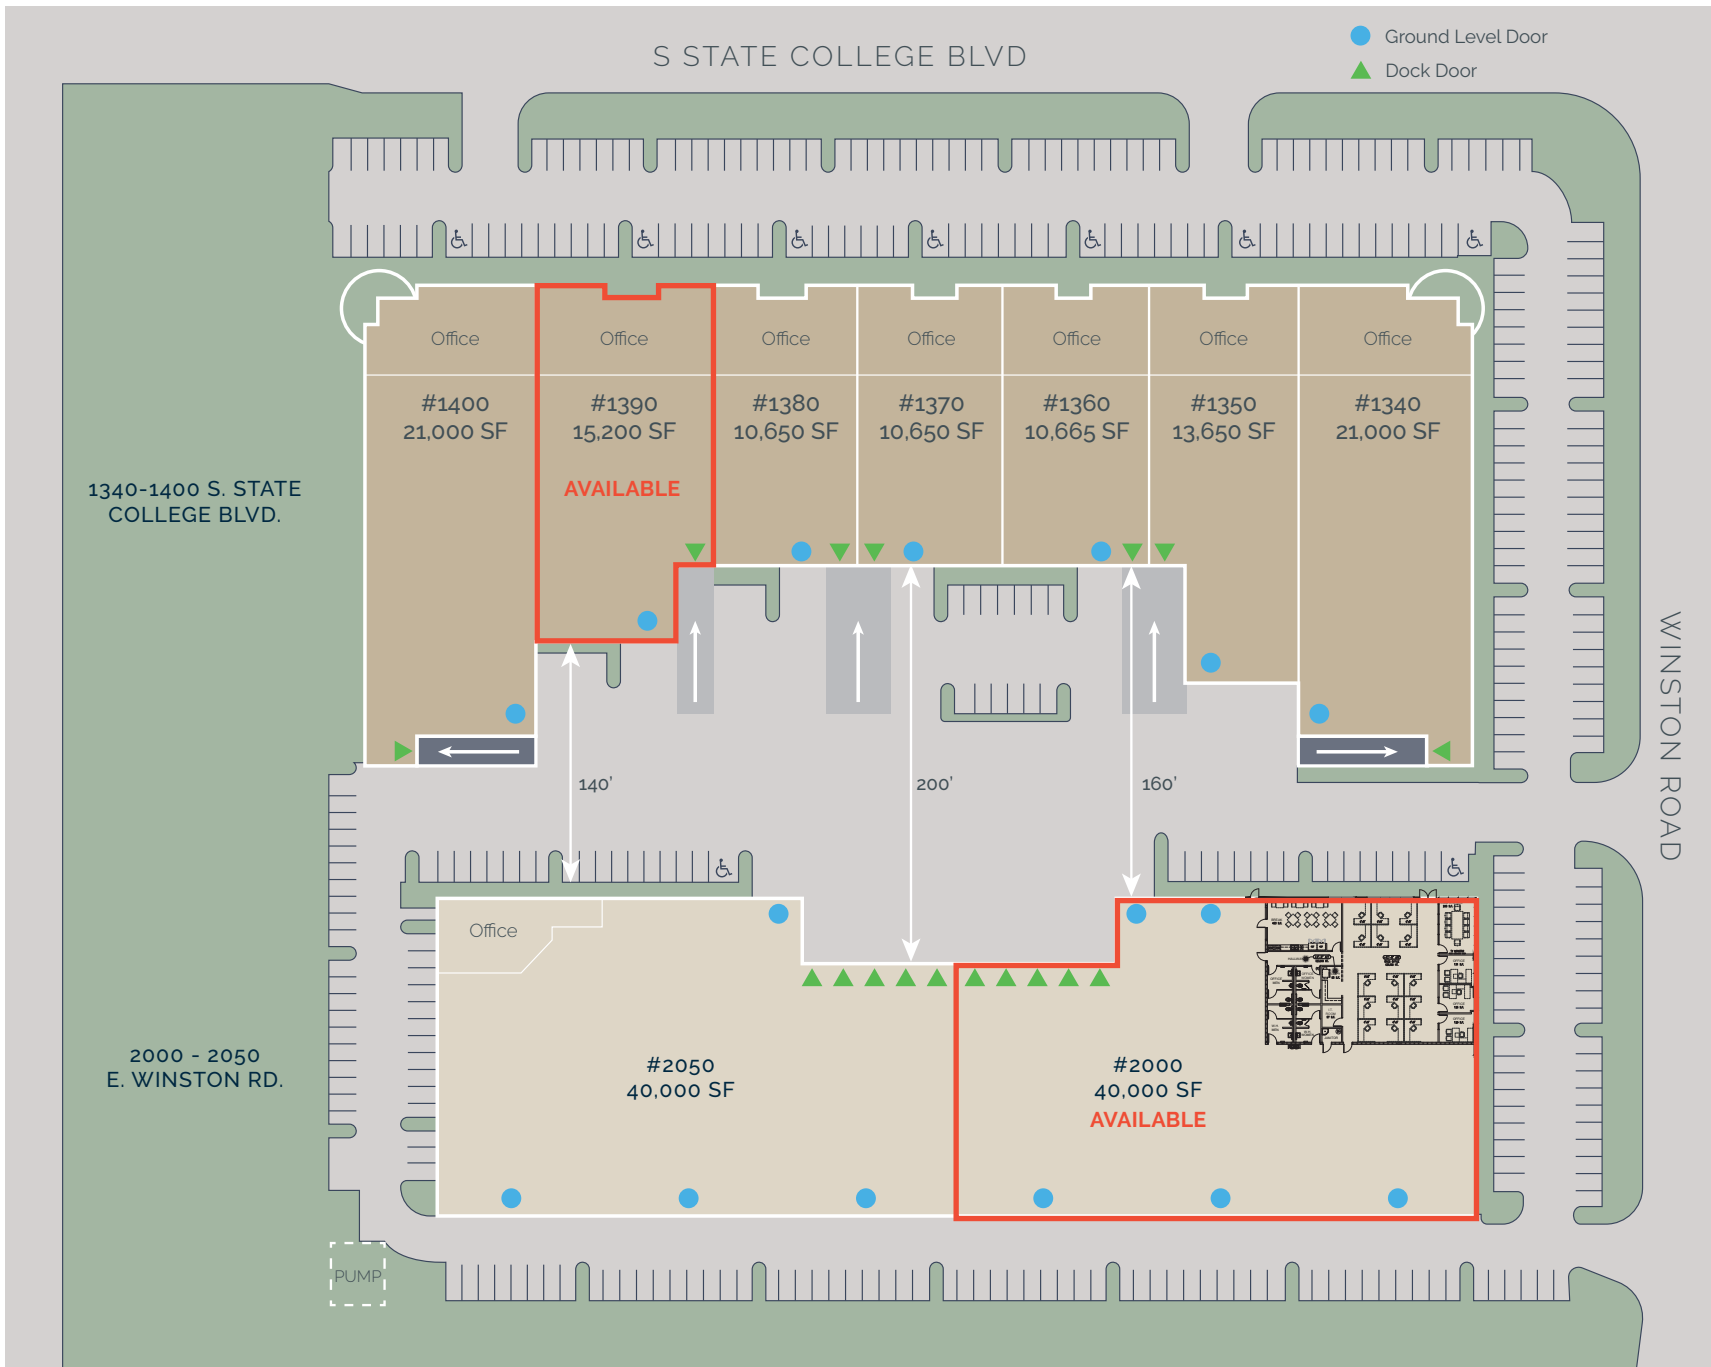 S STATE COLLEGE BLVD
Ground Level Door
Dock Door
Office
Office
Office
Office
Office
Office
Office
#1400
21,000 SF
#1390
15,200 SF
AVAILABLE
#1380
10,650 SF
#1370
10,650 SF
#1360
10,665 SF
#1350
13,650 SF
#1340
21,000 SF
1340-1400 S. STATE
COLLEGE BLVD.
WINSTON ROAD
140'
200'
160'
Office
2000 - 2050
E. WINSTON RD.
#2050
40,000 SF
#2000
40,000 SF
AVAILABLE
PUMP